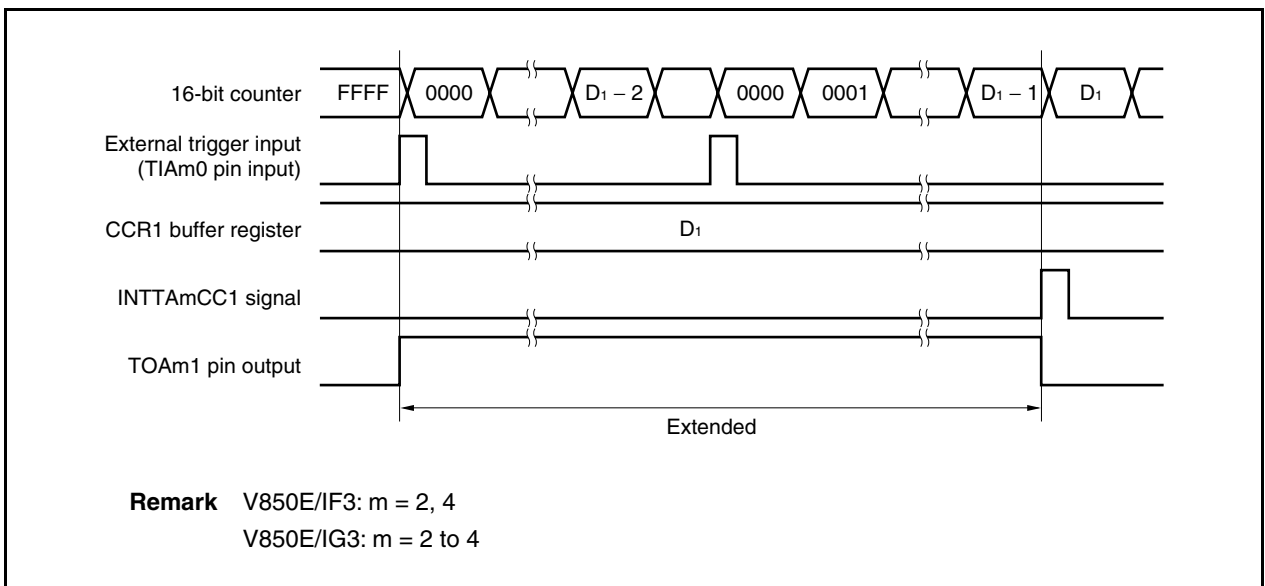 16-bit counter FFFF 0000 D₁ − 2 0000 0001 D₁ − 1 D₁
External trigger input
(TIAm0 pin input)
CCR1 buffer register D₁
INTTAmCC1 signal
TOAm1 pin output
Extended
Remark V850E/IF3: m = 2, 4
V850E/IG3: m = 2 to 4